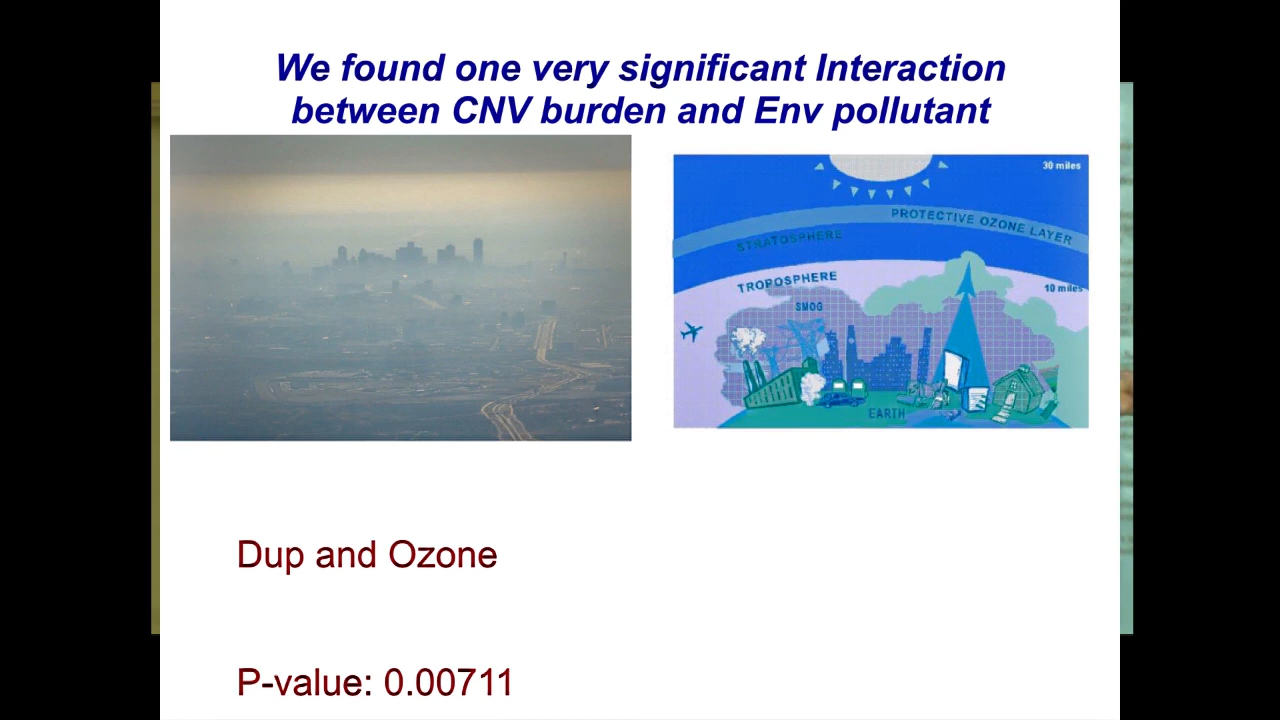 We found one very significant Interaction
between CNV burden and Env pollutant
30 miles
PROTECTIVE OZONE LAYER
STRATOSPHERE
TROPOSPHERE
10 miles
SMOG
EARTH
Dup and Ozone
P-value: 0.00711